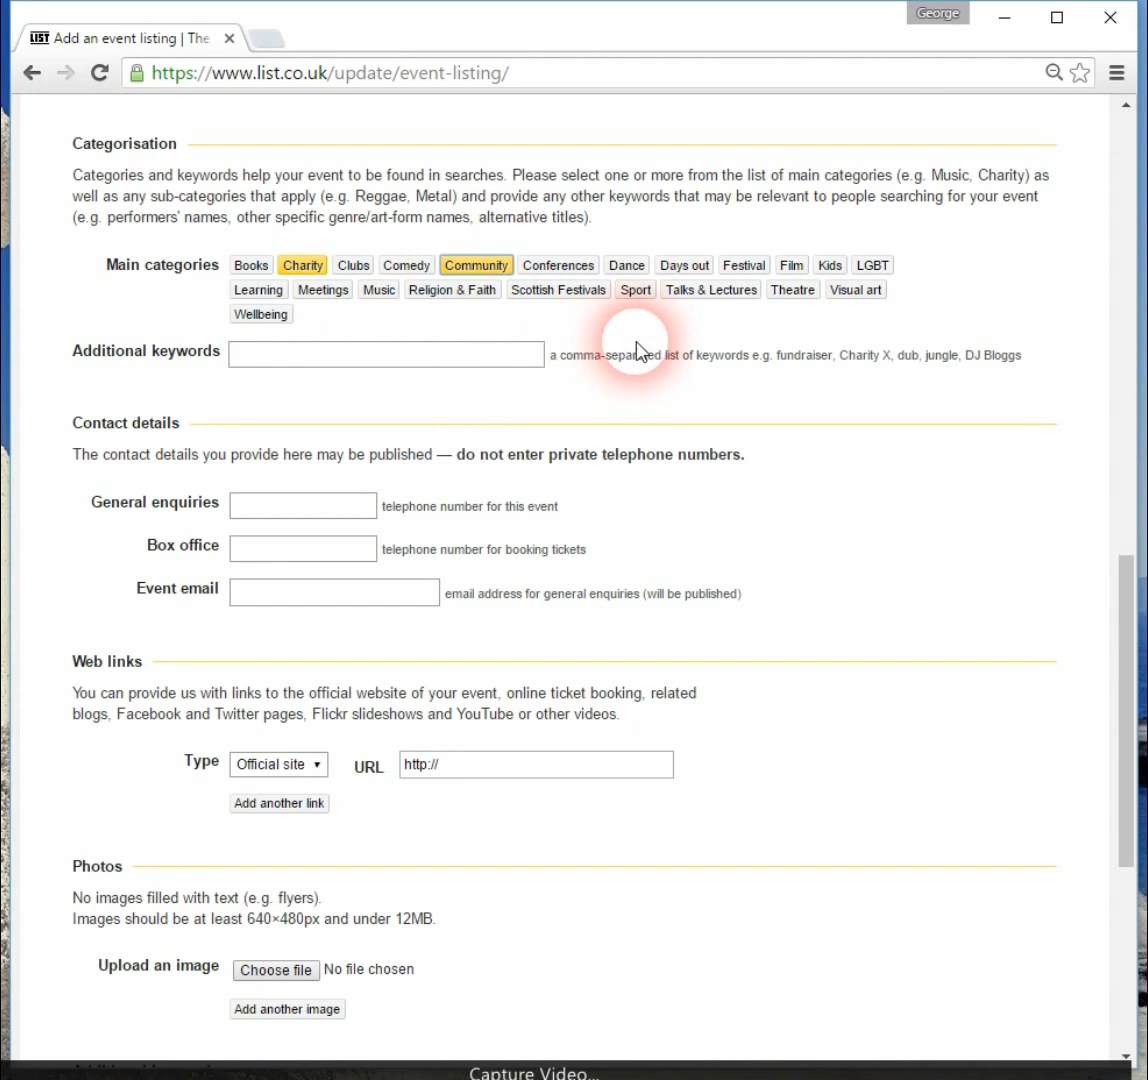 George
LIST Add an event listing | The
https://www.list.co.uk/update/event-listing/
Categorisation
Categories and keywords help your event to be found in searches. Please select one or more from the list of main categories (e.g. Music, Charity) as
well as any sub-categories that apply (e.g. Reggae, Metal) and provide any other keywords that may be relevant to people searching for your event
(e.g. performers' names, other specific genre/art-form names, alternative titles).
Main categories Books Charity Clubs Comedy Community Conferences Dance Days out Festival Film Kids LGBT
Learning Meetings Music Religion & Faith Scottish Festivals Sport Talks & Lectures Theatre Visual art
Wellbeing
Additional keywords a comma-separated list of keywords e.g. fundraiser, Charity X, dub, jungle, DJ Bloggs
Contact details
The contact details you provide here may be published — do not enter private telephone numbers.
General enquiries telephone number for this event
Box office telephone number for booking tickets
Event email email address for general enquiries (will be published)
Web links
You can provide us with links to the official website of your event, online ticket booking, related
blogs, Facebook and Twitter pages, Flickr slideshows and YouTube or other videos.
Type Official site URL http://
Add another link
Photos
No images filled with text (e.g. flyers).
Images should be at least 640×480px and under 12MB.
Upload an image Choose file No file chosen
Add another image
Capture Video...